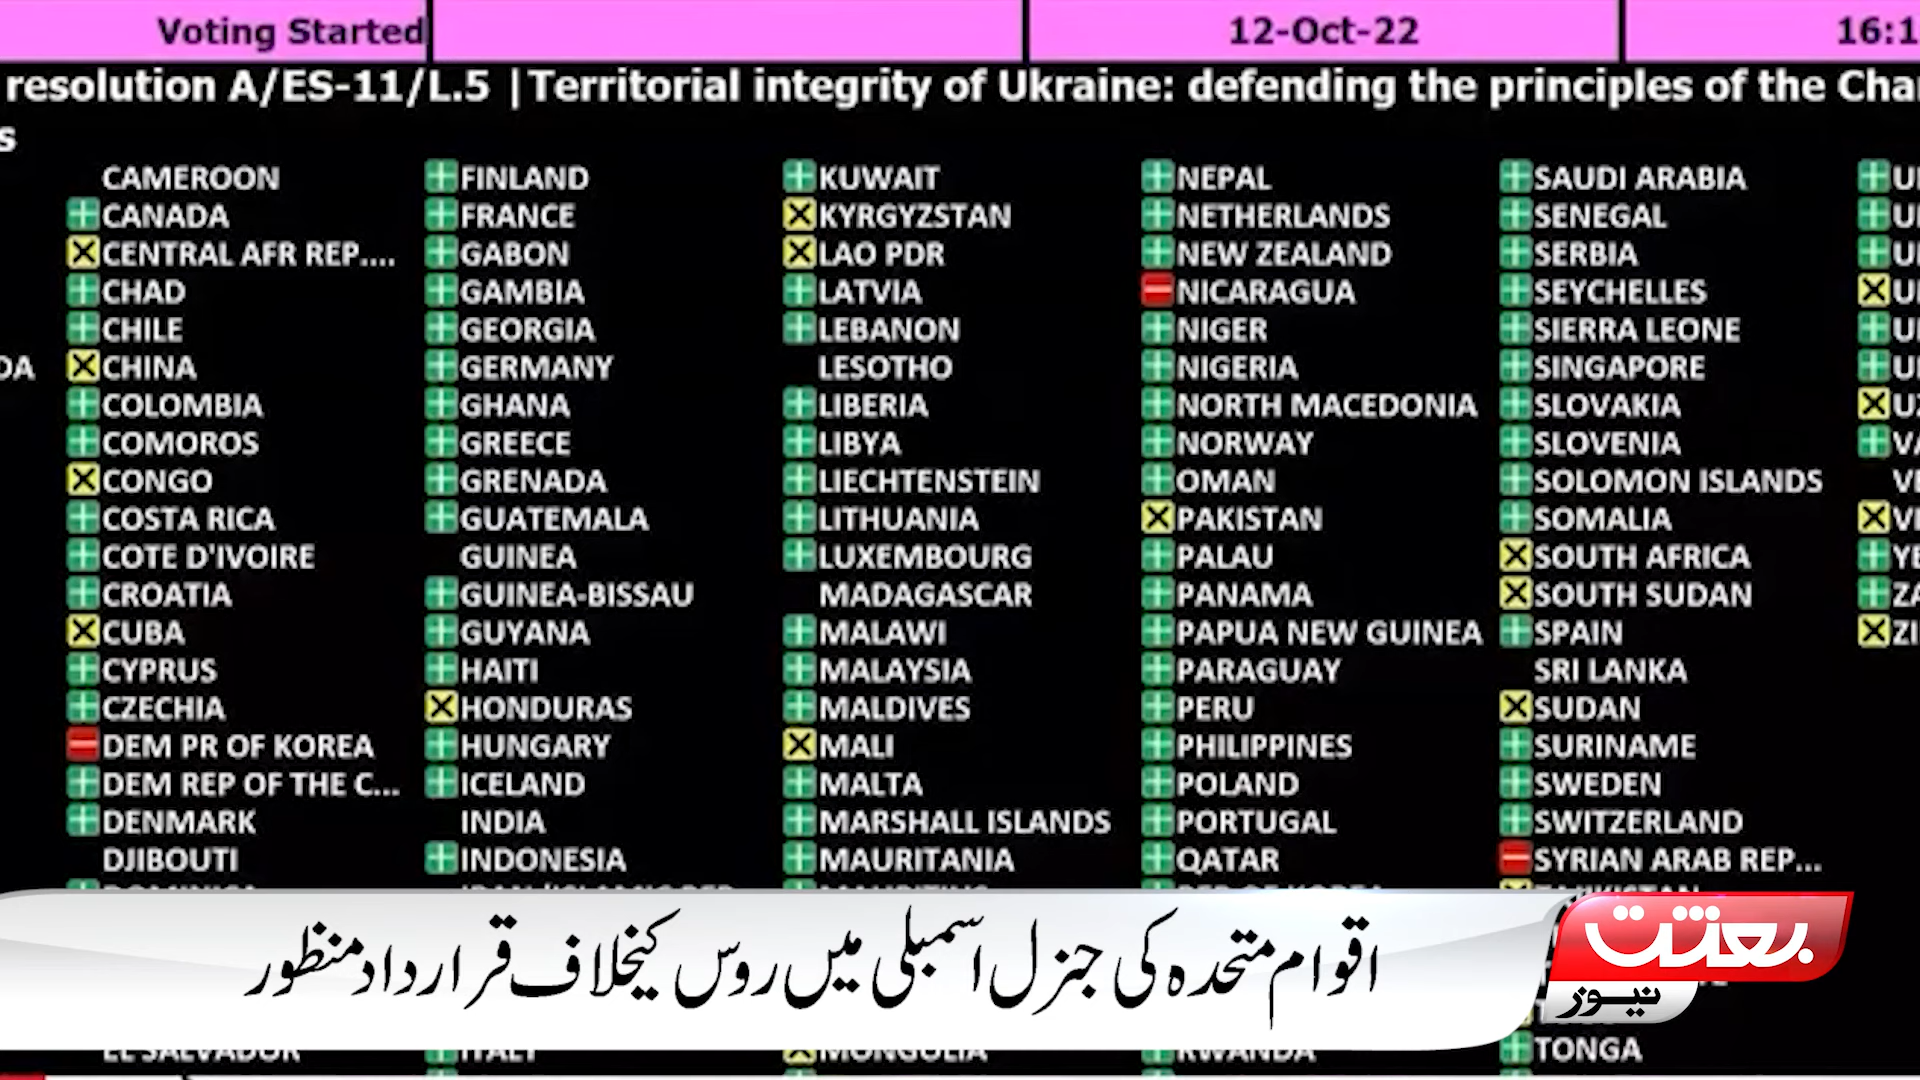 Voting Started 12-Oct-22
resolution A/ES-11/L.5 | Territorial integrity of Ukraine: defending the principles of the
CAMEROON FINLAND KUWAIT NEPAL SAUDI ARABIA
CANADA FRANCE KYRGYZSTAN NETHERLANDS SENEGAL
CENTRAL AFR REP.... GABON LAO PDR NEW ZEALAND SERBIA
CHAD GAMBIA LATVIA NICARAGUA SEYCHELLES
CHILE GEORGIA LEBANON NIGER SIERRA LEONE
CHINA GERMANY LESOTHO NIGERIA SINGAPORE
COLOMBIA GHANA LIBERIA NORTH MACEDONIA SLOVAKIA
COMOROS GREECE LIBYA NORWAY SLOVENIA
CONGO GRENADA LIECHTENSTEIN OMAN SOLOMON ISLANDS
COSTA RICA GUATEMALA LITHUANIA PAKISTAN SOMALIA
COTE D'IVOIRE GUINEA LUXEMBOURG PALAU SOUTH AFRICA
CROATIA GUINEA-BISSAU MADAGASCAR PANAMA SOUTH SUDAN
CUBA GUYANA MALAWI PAPUA NEW GUINEA SPAIN
CYPRUS HAITI MALAYSIA PARAGUAY SRI LANKA
CZECHIA HONDURAS MALDIVES PERU SUDAN
DEM PR OF KOREA HUNGARY MALI PHILIPPINES SURINAME
DEM REP OF THE C... ICELAND MALTA POLAND SWEDEN
DENMARK INDIA MARSHALL ISLANDS PORTUGAL SWITZERLAND
DJIBOUTI INDONESIA MAURITANIA QATAR SYRIAN ARAB REP...
اقوام متحدہ کی جنرل اسمبلی میں روس کیخلاف قرارداد منظور
بعثت
نیوز
EL SALVADOR ITALY MONGOLIA RWANDA TONGA